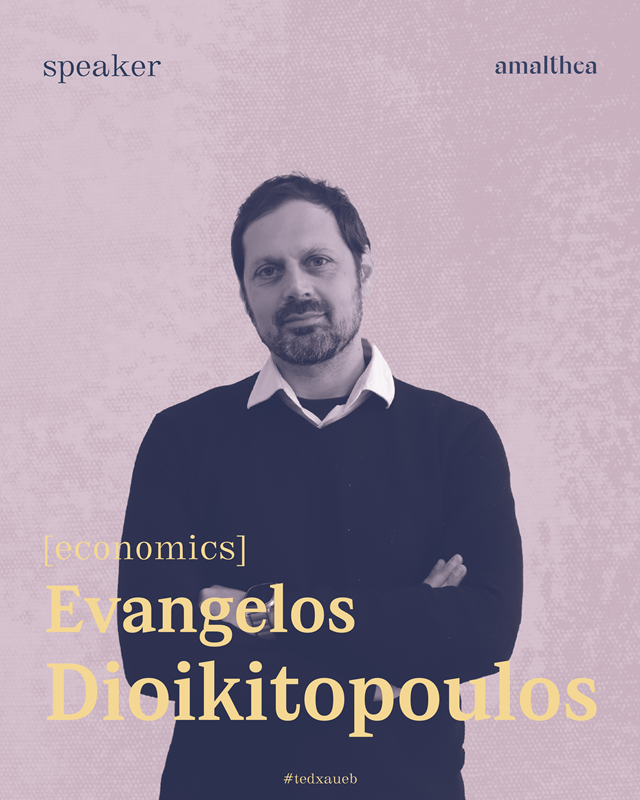 speaker
amalthea
[economics]
Evangelos
Dioikitopoulos
#tedxaueb